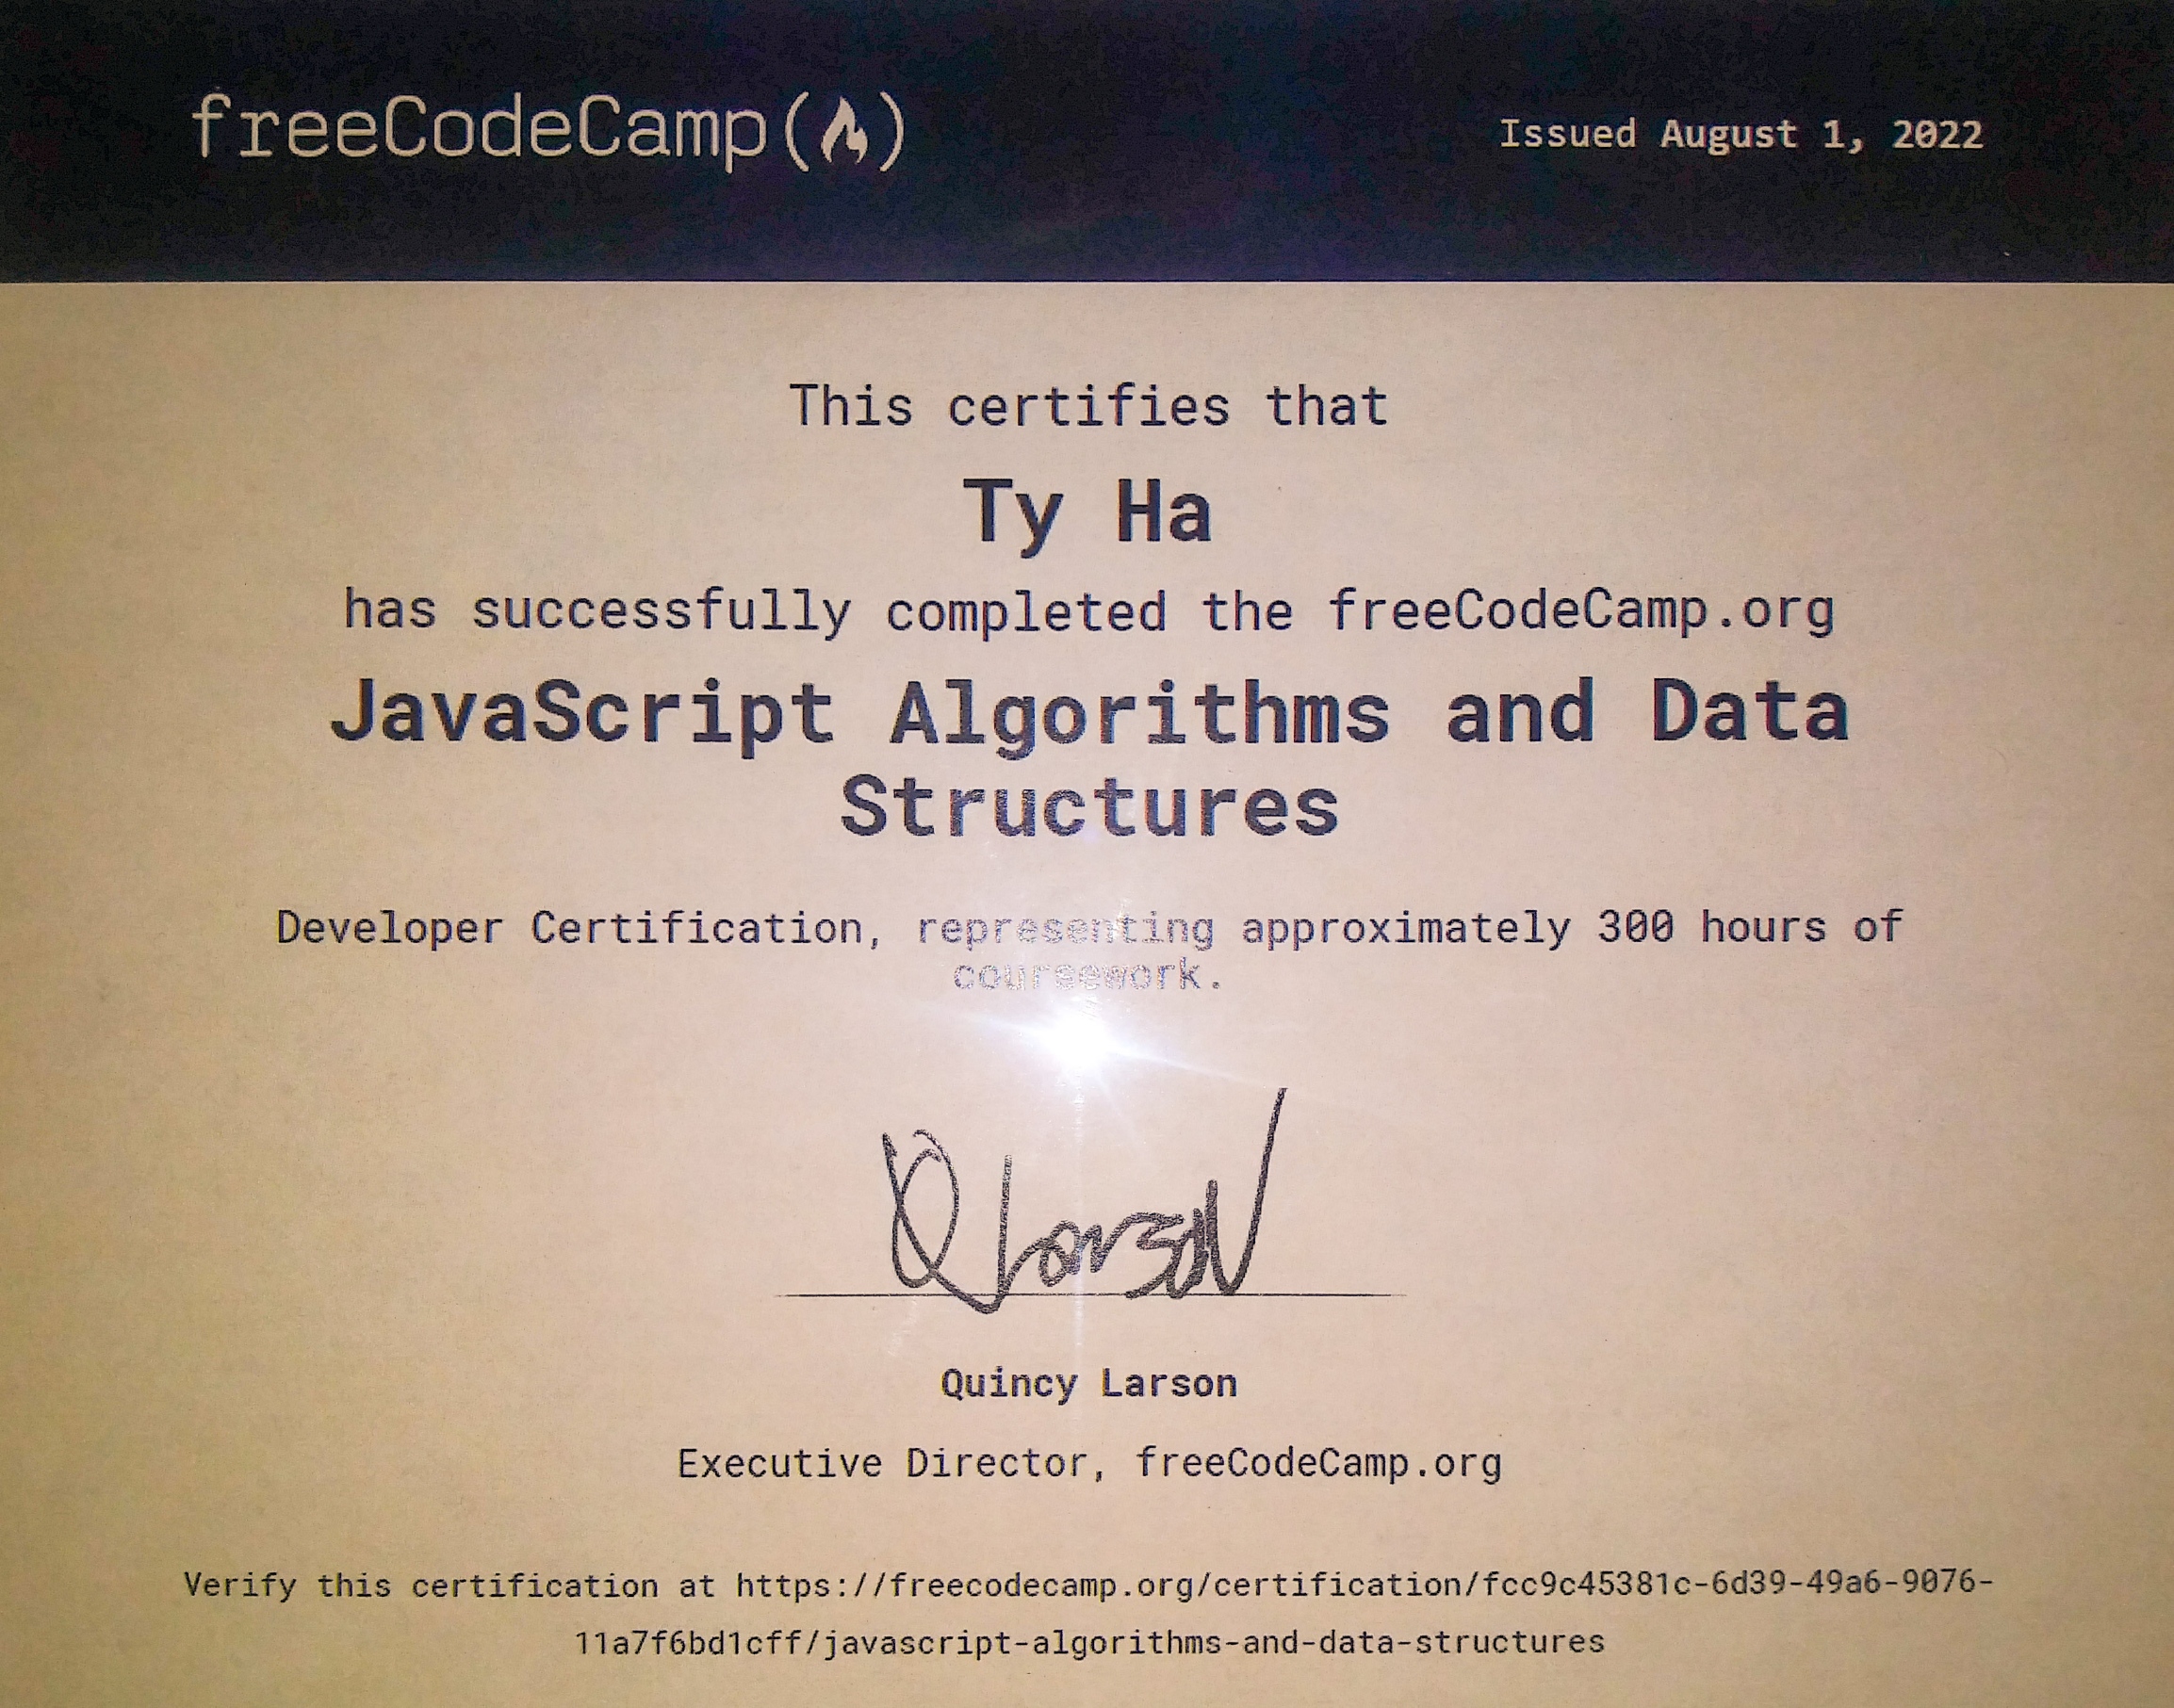 freeCodeCamp(🔥)
Issued August 1, 2022
This certifies that
Ty Ha
has successfully completed the freeCodeCamp.org
JavaScript Algorithms and Data
Structures
Developer Certification, representing approximately 300 hours of
coursework.
QLarson
Quincy Larson
Executive Director, freeCodeCamp.org
Verify this certification at https://freecodecamp.org/certification/fcc9c45381c-6d39-49a6-9076-
11a7f6bd1cff/javascript-algorithms-and-data-structures